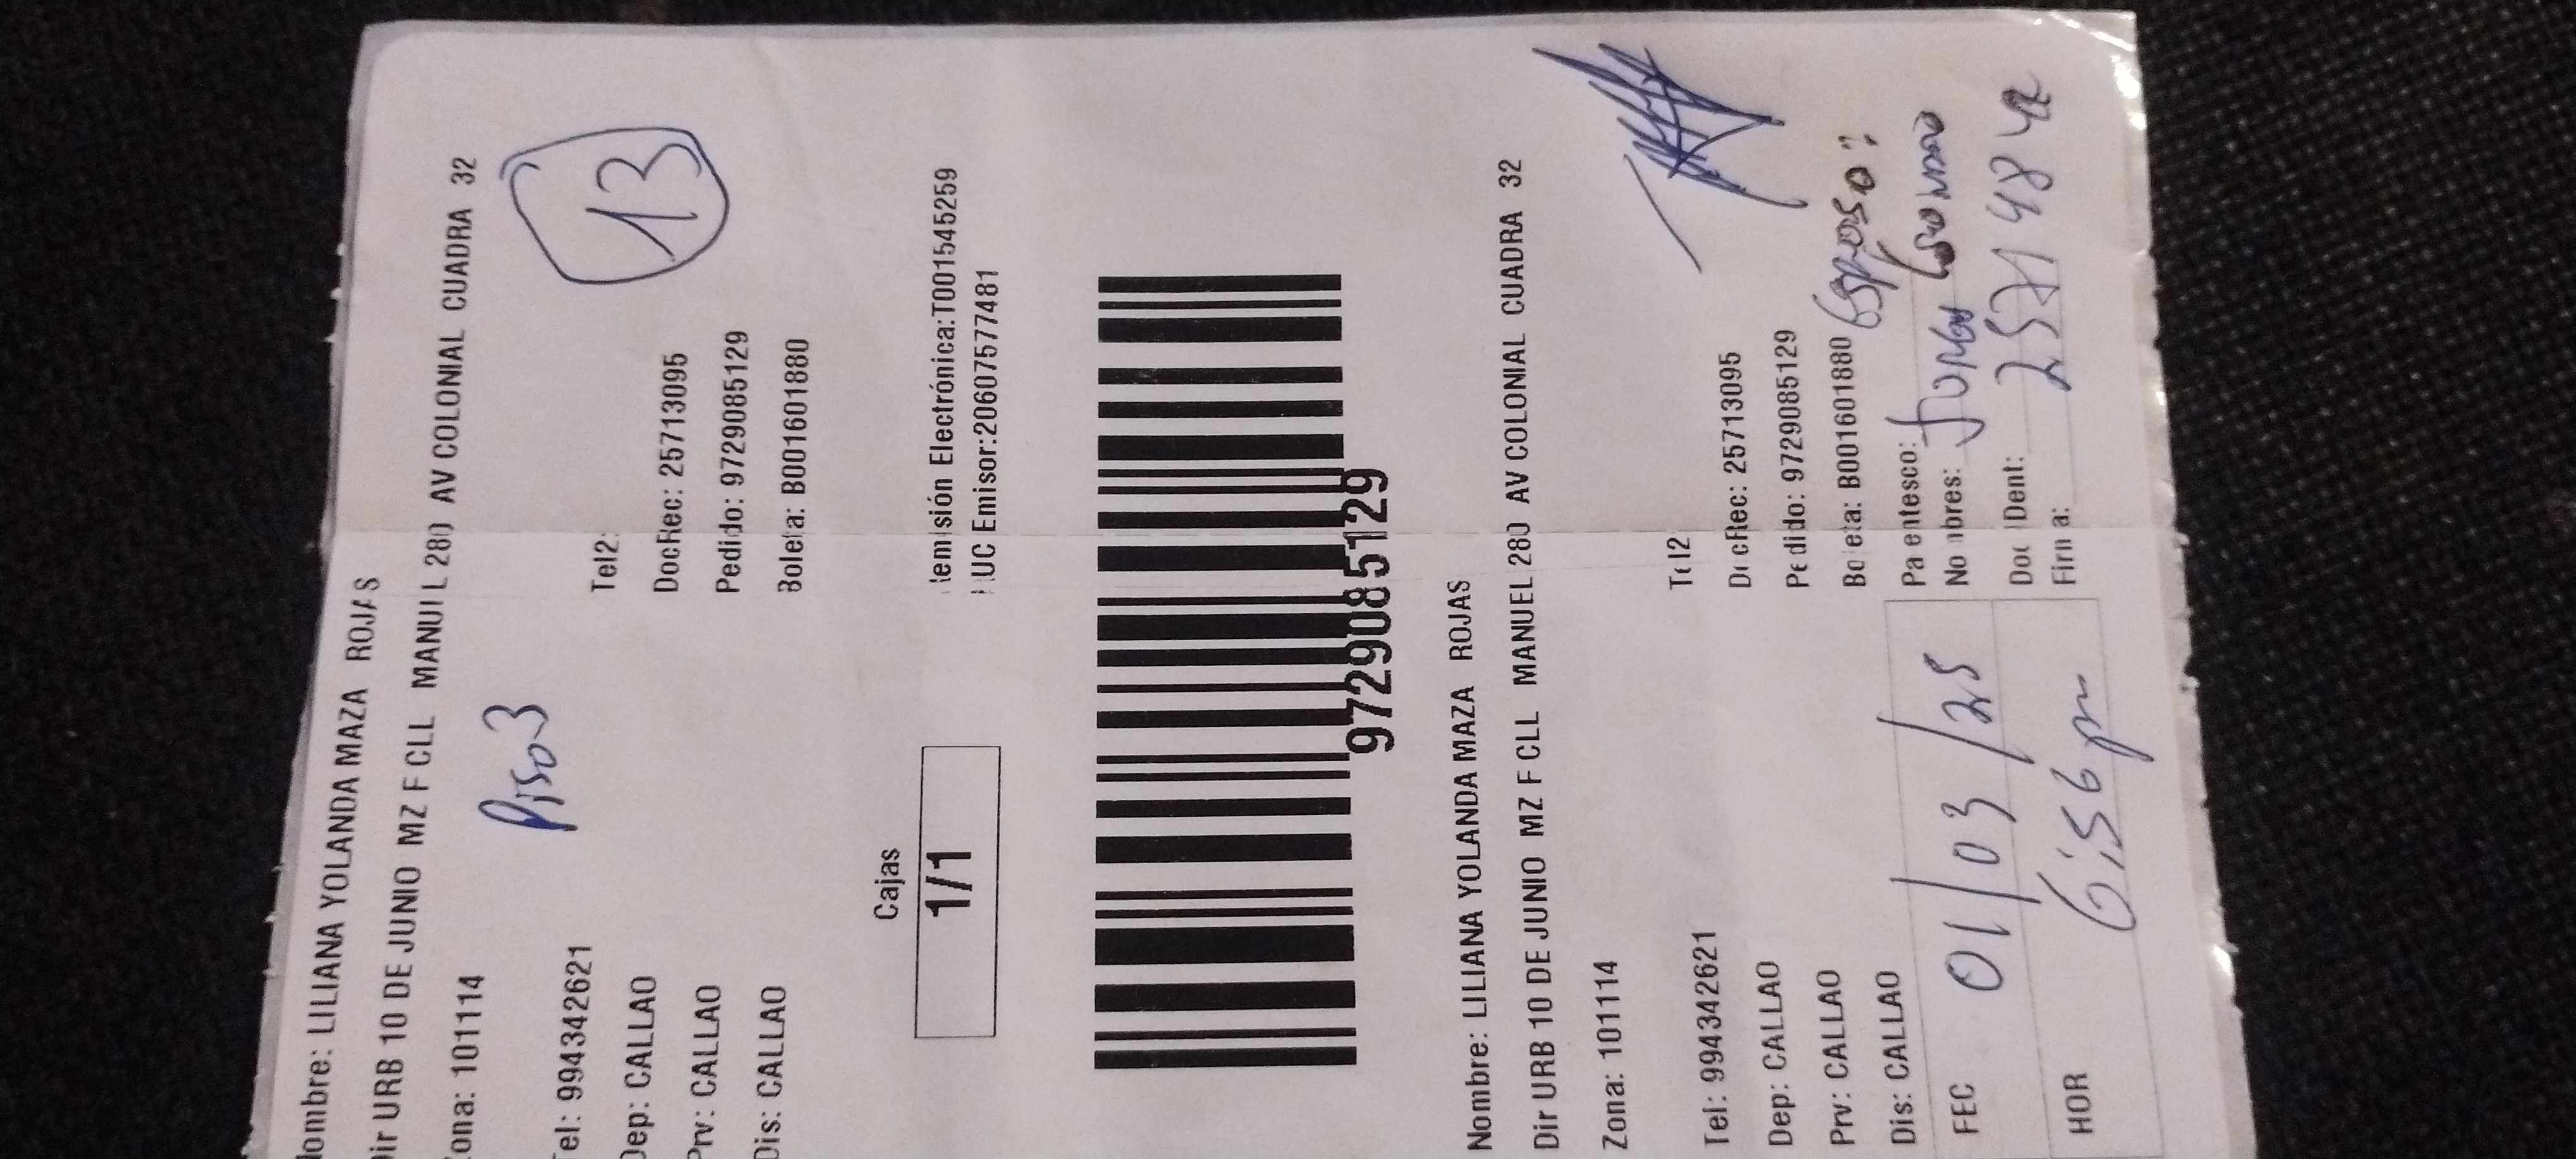 Nombre: LILIANA YOLANDA MAZA ROJAS
Dir URB 10 DE JUNIO MZ F CLL MANUEL 280 AV COLONIAL CUADRA 32
Zona: 101114
Piso 3
13
Tel: 994342621 Tel2:
Dep: CALLAO DocRec: 25713095
Prv: CALLAO Pedido: 9729085129
Dis: CALLAO Boleta: B001601880
Cajas
1/1
Remisión Electrónica:T001545259
RUC Emisor:20607577481
9729085129
Nombre: LILIANA YOLANDA MAZA ROJAS
Dir URB 10 DE JUNIO MZ F CLL MANUEL 280 AV COLONIAL CUADRA 32
Zona: 101114
Tel: 994342621 Tel2
Dep: CALLAO DocRec: 25713095
Prv: CALLAO Pedido: 9729085129
Dis: CALLAO Boleta: B001601880
FEC 01/03/25 Parentesco: Esposo
Nombres:
HOR 6:56 pm Doc Ident:
Firma: